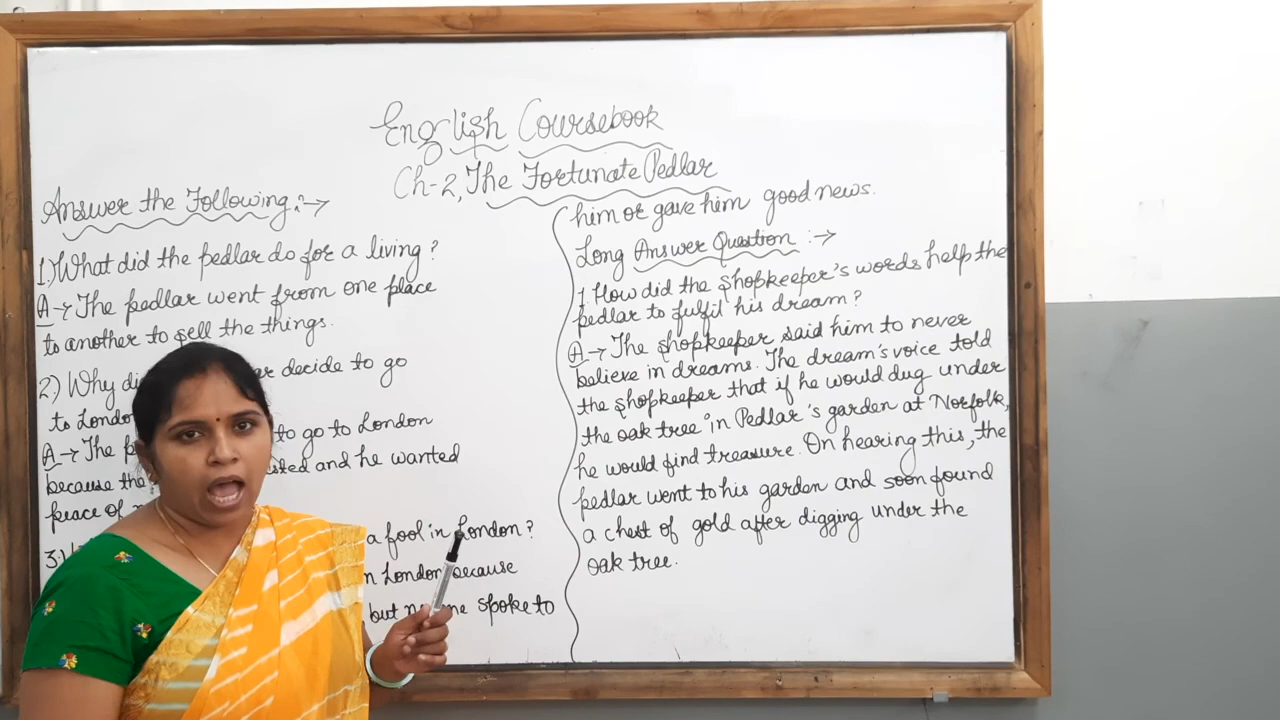 English Coursebook
Ch-2, The Fortunate Pedlar
Answer the Following :->
1.) What did the pedlar do for a living ?
A -> The pedlar went from one place
to another to sell the things.
2.) Why di decide to go
to Londo
A -> The p to go to London
because the sted and he wanted
peace of
3.) a fool in London ?
n London because
but no one spoke to
him or gave him good news.
Long Answer Question :->
1. How did the shopkeeper's words help the
pedlar to fulfil his dream ?
A -> The shopkeeper said him to never
believe in dreams. The dream's voice told
the shopkeeper that if he would dug under
the oak tree in Pedlar's garden at Norfolk,
he would find treasure. On hearing this, the
pedlar went to his garden and soon found
a chest of gold after digging under the
oak tree.